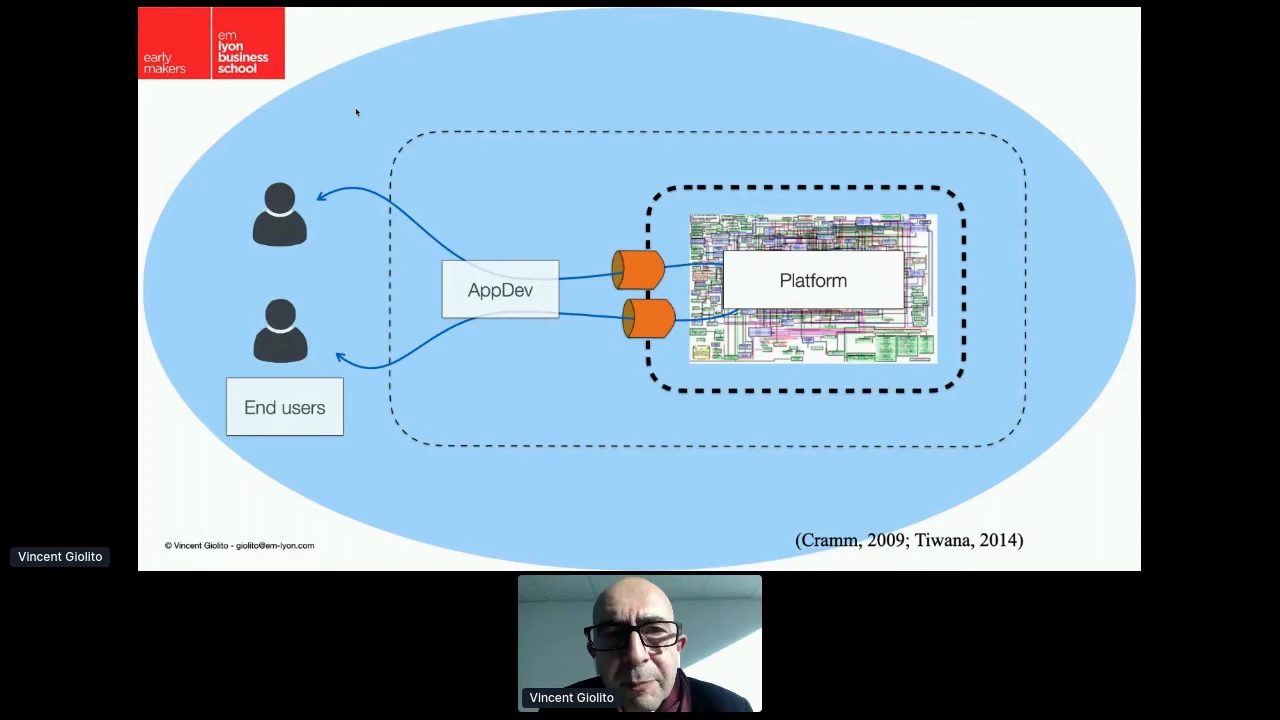 early
makers
em
lyon
business
school
AppDev
Platform
End users
© Vincent Giolito - giolito@em-lyon.com
(Cramm, 2009; Tiwana, 2014)
Vincent Giolito
Vincent Giolito